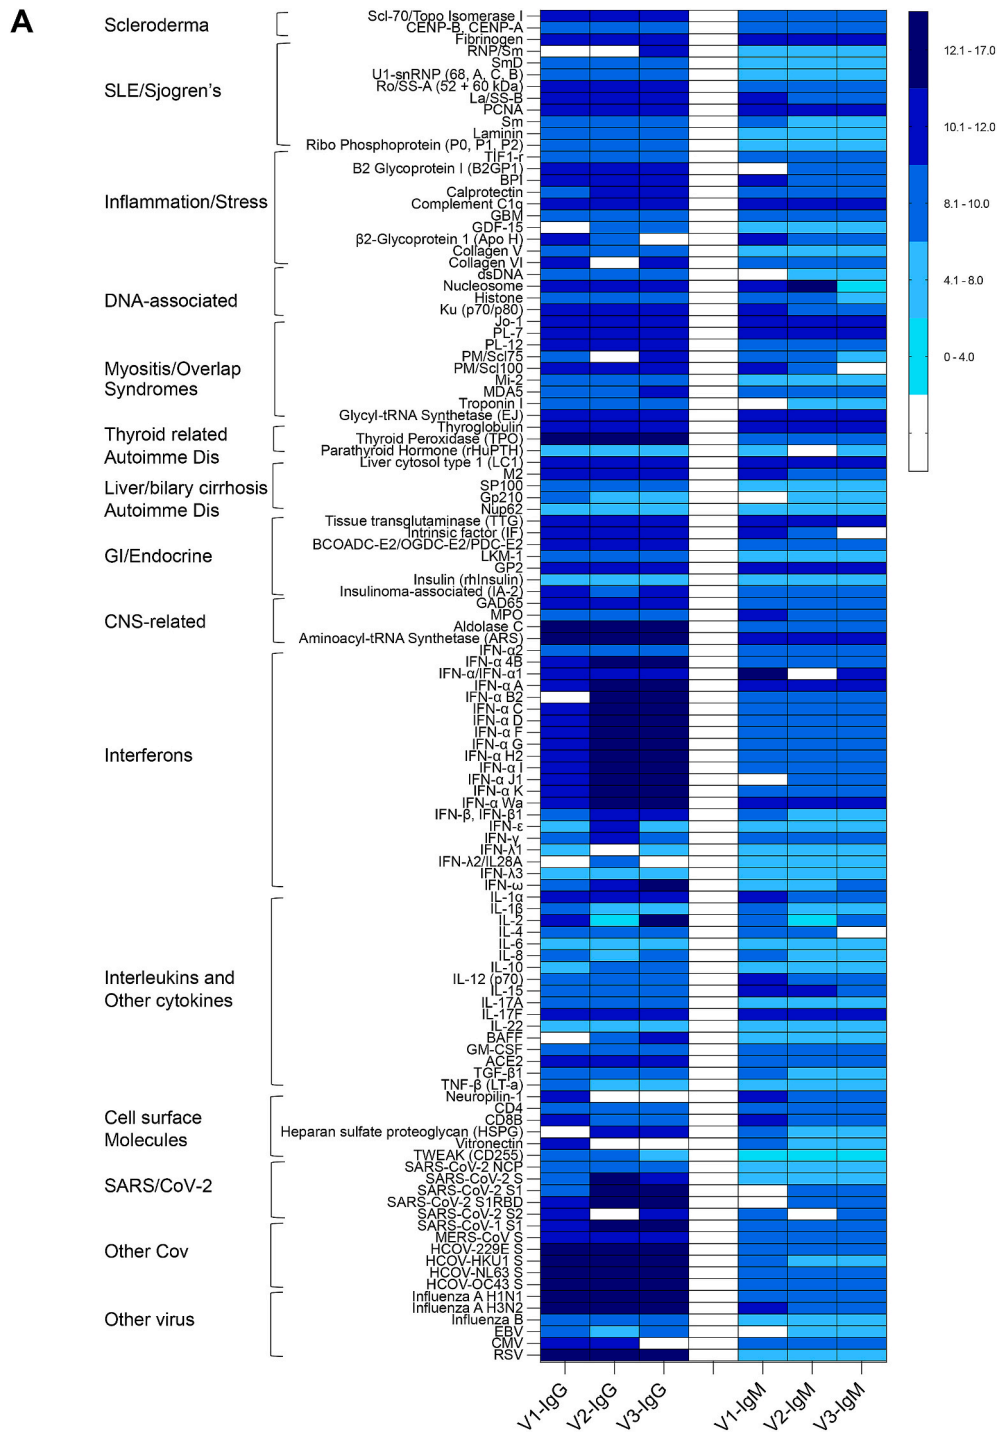 A
Scleroderma
SLE/Sjogren's
Inflammation/Stress
DNA-associated
Myositis/Overlap
Syndromes
Thyroid related
Autoimme Dis
Liver/bilary cirrhosis
Autoimme Dis
GI/Endocrine
CNS-related
Interferons
Interleukins and
Other cytokines
Cell surface
Molecules
SARS/CoV-2
Other Cov
Other virus
Scl-70/Topo Isomerase I
CENP-B, CENP-A
Fibrinogen
RNP/Sm
SmD
U1-snRNP (68, A, C, B)
Ro/SS-A (52 + 60 kDa)
La/SS-B
PCNA
Sm
Laminin
Ribo Phosphoprotein (P0, P1, P2)
TIF1-r
B2 Glycoprotein I (B2GP1)
BPI
Calprotectin
Complement C1q
GBM
GDF-15
β2-Glycoprotein 1 (Apo H)
Collagen V
Collagen VI
dsDNA
Nucleosome
Histone
Ku (p70/p80)
Jo-1
PL-7
PL-12
PM/Scl75
PM/Scl100
Mi-2
MDA5
Troponin I
Glycyl-tRNA Synthetase (EJ)
Thyroglobulin
Thyroid Peroxidase (TPO)
Parathyroid Hormone (rHuPTH)
Liver cytosol type 1 (LC1)
M2
SP100
Gp210
Nup62
Tissue transglutaminase (TTG)
Intrinsic factor (IF)
BCOADC-E2/OGDC-E2/PDC-E2
LKM-1
GP2
Insulin (rhInsulin)
Insulinoma-associated (IA-2)
GAD65
MPO
Aldolase C
Aminoacyl-tRNA Synthetase (ARS)
IFN-α2
IFN-α 4B
IFN-α/IFN-α1
IFN-α A
IFN-α B2
IFN-α C
IFN-α D
IFN-α F
IFN-α G
IFN-α H2
IFN-α I
IFN-α J1
IFN-α K
IFN-α Wa
IFN-β, IFN-β1
IFN-ε
IFN-γ
IFN-λ1
IFN-λ2/IL28A
IFN-λ3
IFN-ω
IL-1α
IL-1β
IL-2
IL-4
IL-6
IL-8
IL-10
IL-12 (p70)
IL-15
IL-17A
IL-17F
IL-22
BAFF
GM-CSF
ACE2
TGF-β1
TNF-β (LT-a)
Neuropilin-1
CD4
CD8B
Heparan sulfate proteoglycan (HSPG)
Vitronectin
TWEAK (CD255)
SARS-CoV-2 NCP
SARS-CoV-2 S
SARS-CoV-2 S1
SARS-CoV-2 S1RBD
SARS-CoV-2 S2
SARS-CoV-1 S1
MERS-CoV S
HCOV-229E S
HCOV-HKU1 S
HCOV-NL63 S
HCOV-OC43 S
Influenza A H1N1
Influenza A H3N2
Influenza B
EBV
CMV
RSV
V1-IgG
V2-IgG
V3-IgG
V1-IgM
V2-IgM
V3-IgM
12.1 - 17.0
10.1 - 12.0
8.1 - 10.0
4.1 - 8.0
0 - 4.0